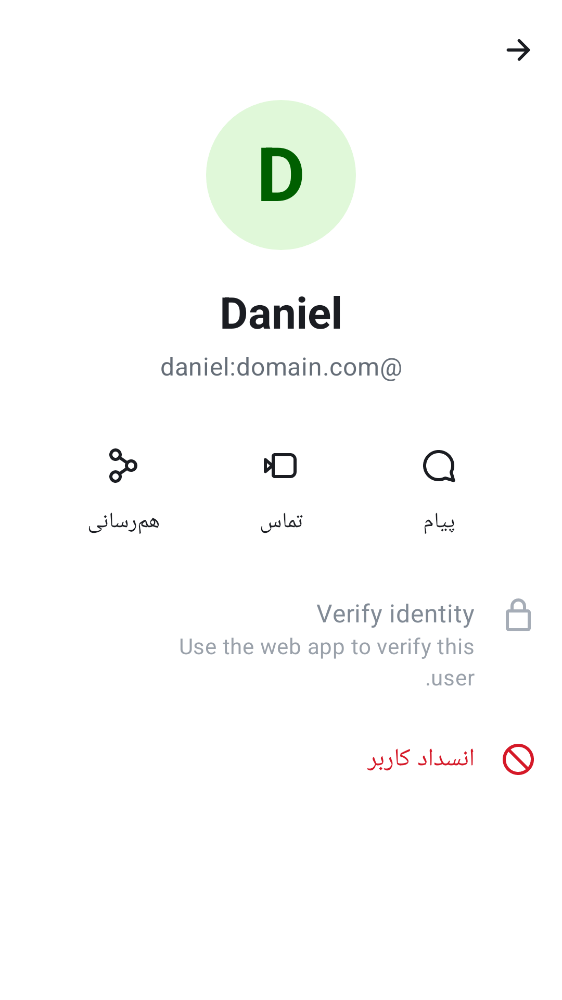 D
Daniel
daniel:domain.com@
پیام
تماس
هم‌رسانی
Verify identity
Use the web app to verify this
.user
انسداد کاربر